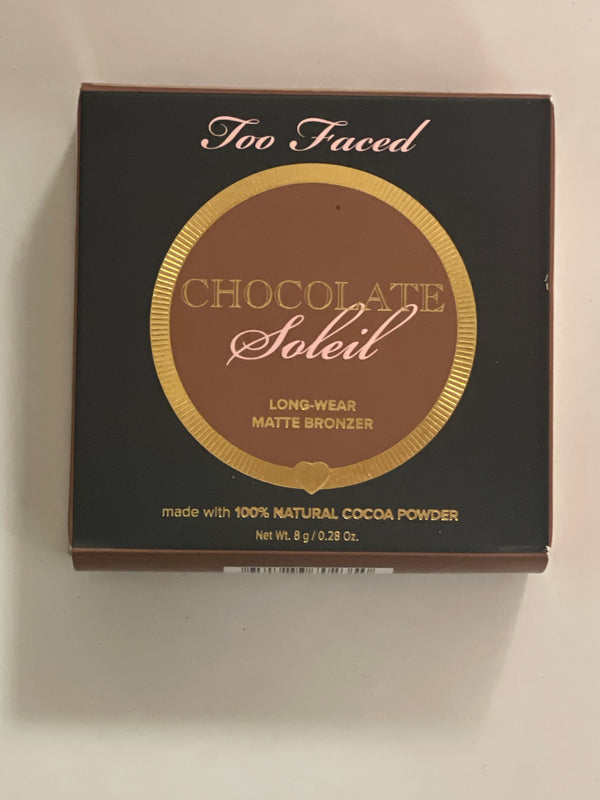 Too Faced
CHOCOLATE
Soleil
LONG-WEAR
MATTE BRONZER
made with 100% NATURAL COCOA POWDER
Net Wt. 8 g / 0.28 Oz.